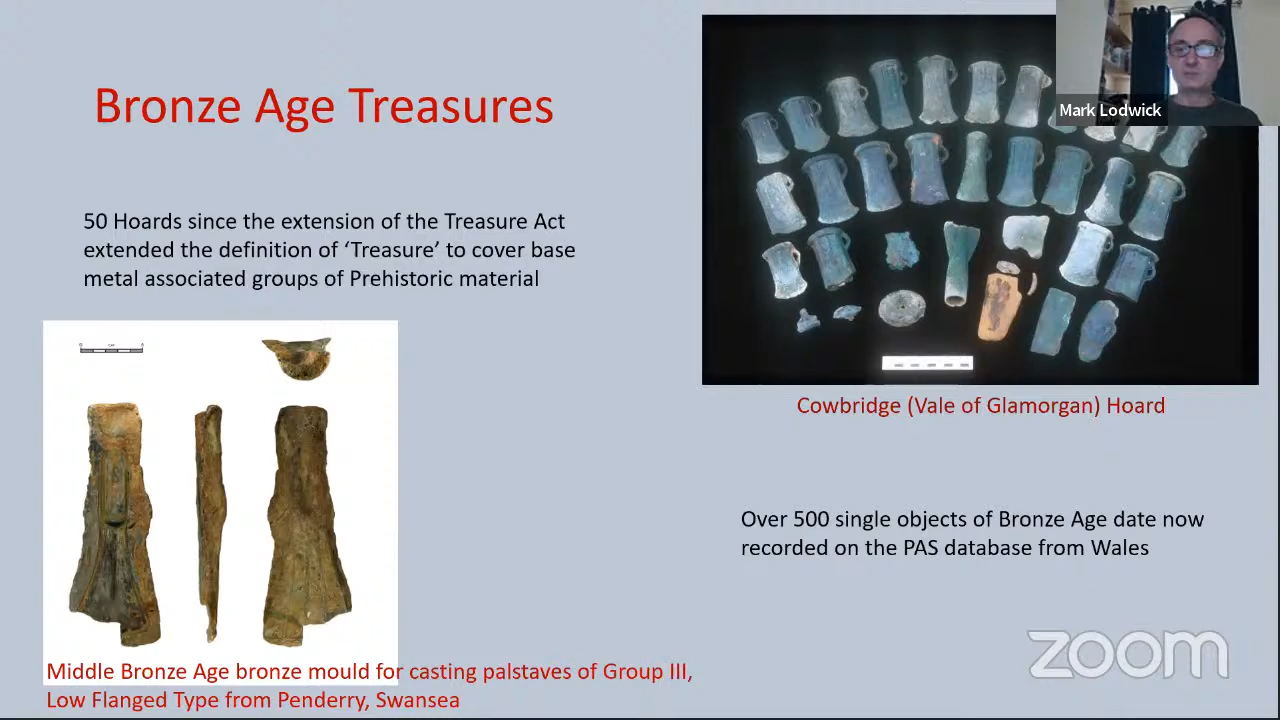 Bronze Age Treasures
50 Hoards since the extension of the Treasure Act
extended the definition of ‘Treasure’ to cover base
metal associated groups of Prehistoric material
Mark Lodwick
Cowbridge (Vale of Glamorgan) Hoard
Over 500 single objects of Bronze Age date now
recorded on the PAS database from Wales
Middle Bronze Age bronze mould for casting palstaves of Group III,
Low Flanged Type from Penderry, Swansea
zoom